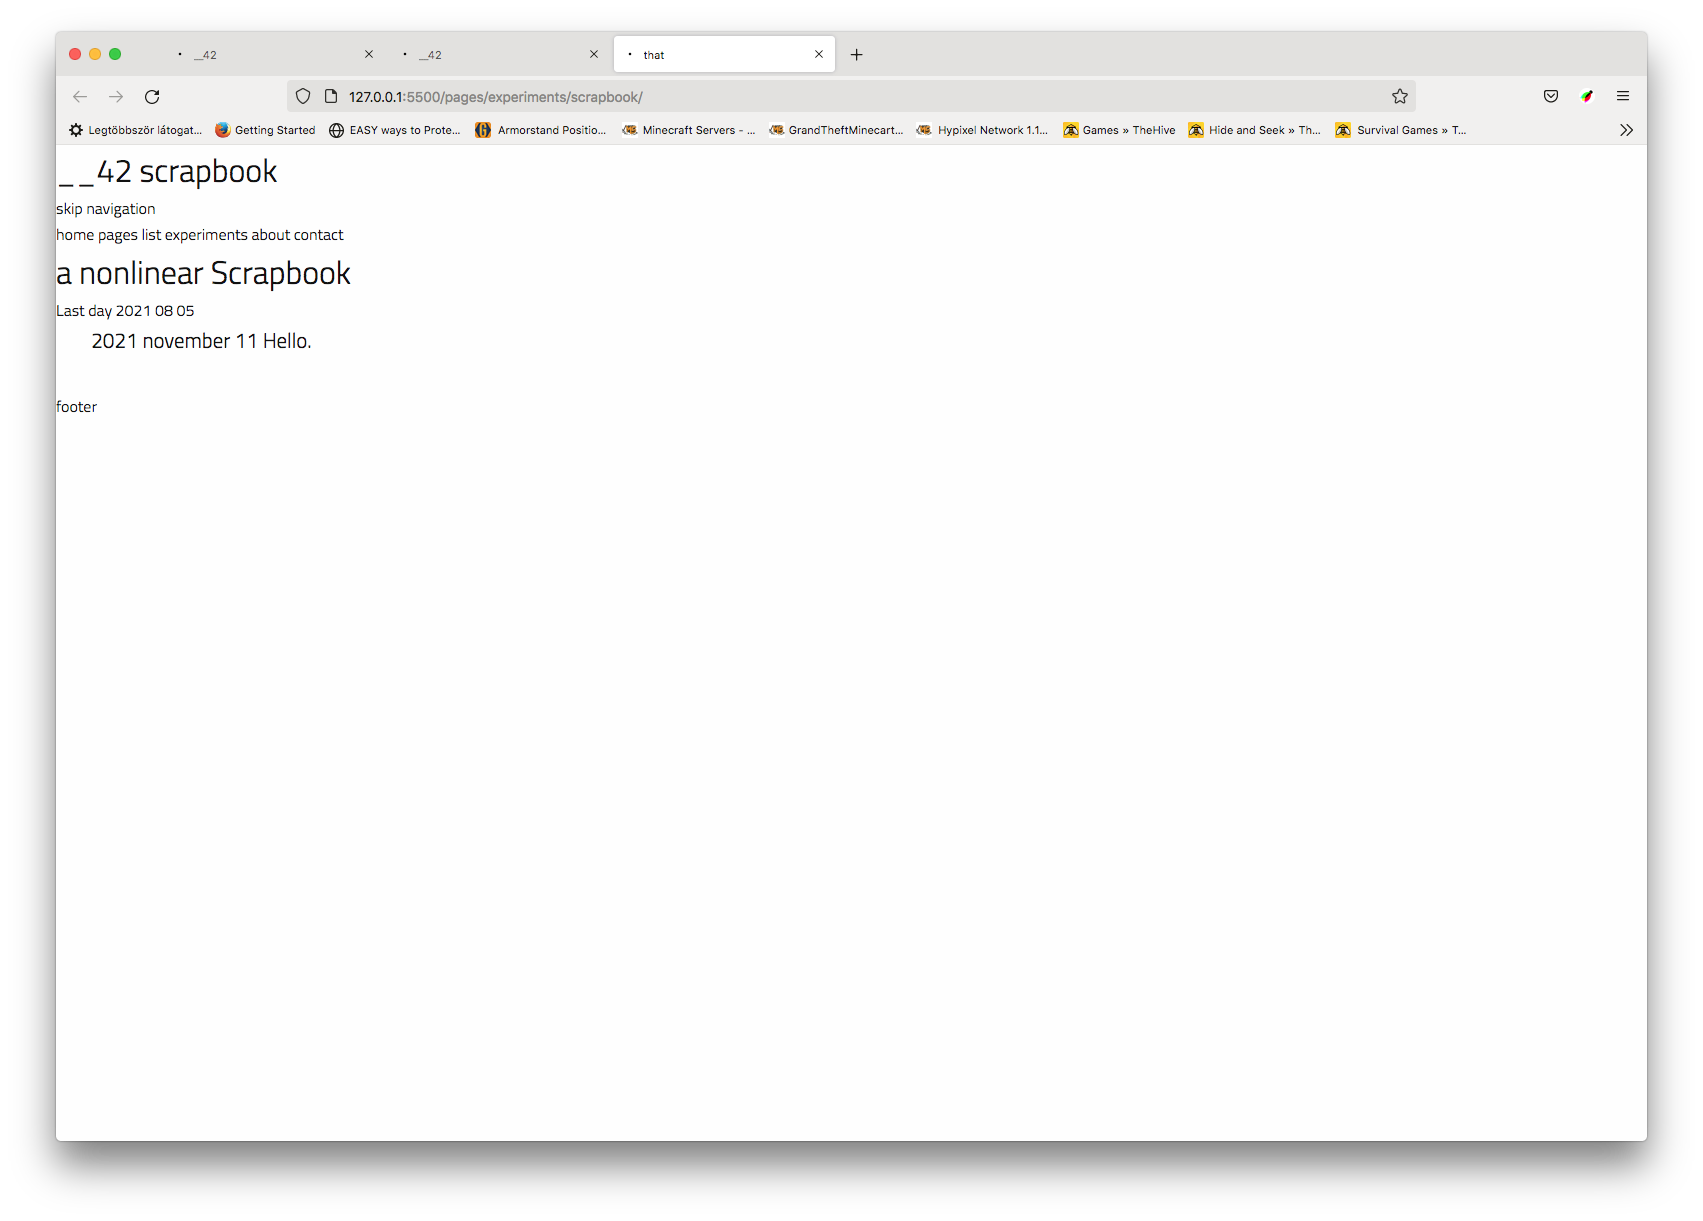 __42
__42
that
127.0.0.1:5500/pages/experiments/scrapbook/
Legtöbbször látogat... Getting Started EASY ways to Prote... Armorstand Positio... Minecraft Servers - ... GrandTheftMinecart... Hypixel Network 1.1... Games » TheHive Hide and Seek » Th... Survival Games » T...
__42 scrapbook
skip navigation
home pages list experiments about contact
a nonlinear Scrapbook
Last day 2021 08 05
2021 november 11 Hello.
footer